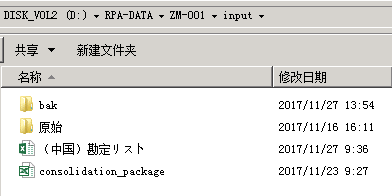 DISK_VOL2 (D:) ▸ RPA-DATA ▸ ZM-001 ▸ input ▸
共享 新建文件夹
名称 修改日期
bak 2017/11/27 13:54
原始 2017/11/16 16:11
（中国）勘定リスト 2017/11/27 9:36
consolidation_package 2017/11/23 9:27